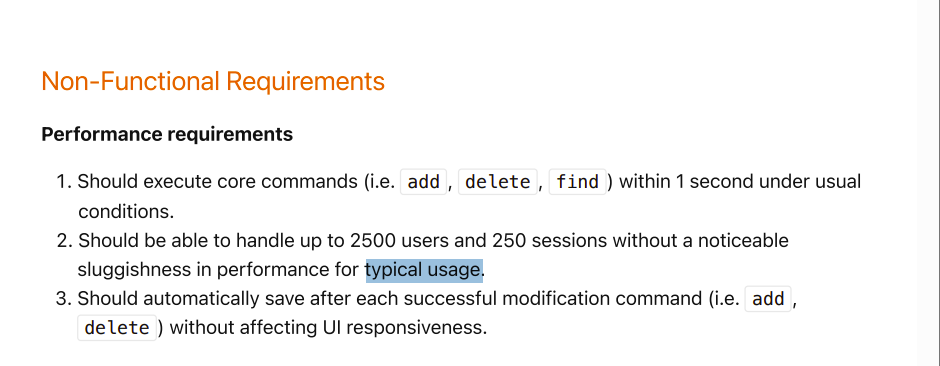 Non-Functional Requirements
Performance requirements
1. Should execute core commands (i.e. add, delete, find) within 1 second under usual
conditions.
2. Should be able to handle up to 2500 users and 250 sessions without a noticeable
sluggishness in performance for typical usage.
3. Should automatically save after each successful modification command (i.e. add,
delete) without affecting UI responsiveness.